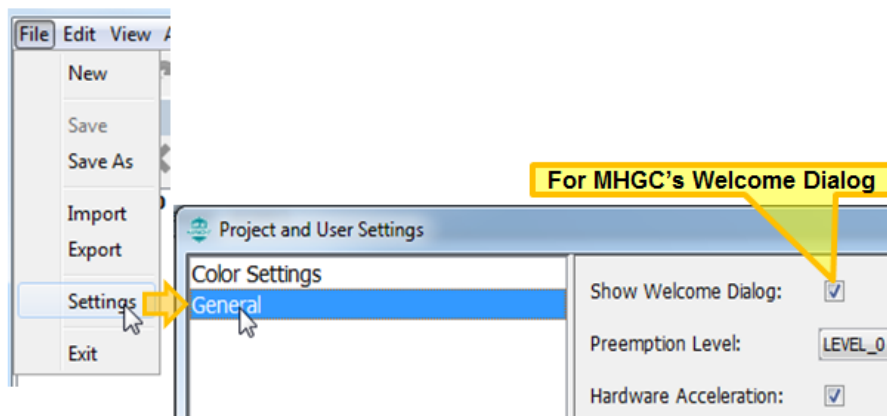 File Edit View
New
Save
Save As
Import
Export
Settings
Exit
For MHGC's Welcome Dialog
Project and User Settings
Color Settings
General
Show Welcome Dialog:
Preemption Level:
LEVEL_0
Hardware Acceleration: